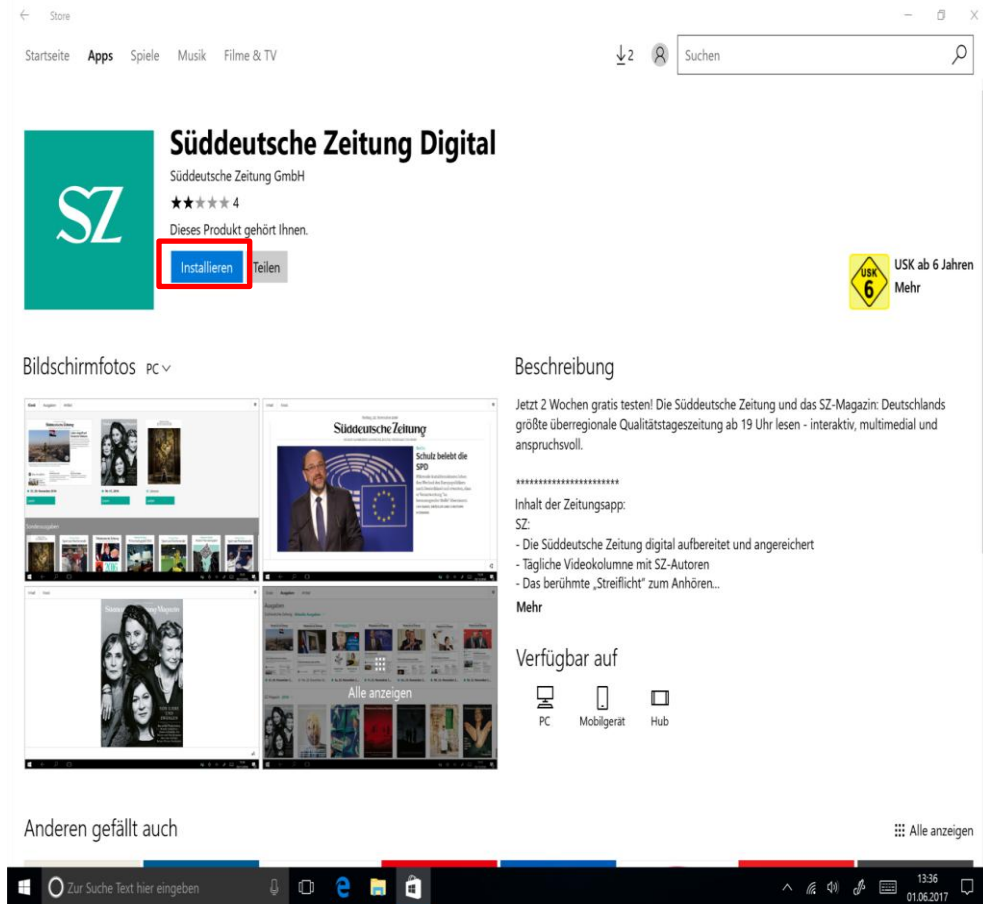 Store
Startseite Apps Spiele Musik Filme & TV
2
Suchen
Süddeutsche Zeitung Digital
SZ
Süddeutsche Zeitung GmbH
4
Dieses Produkt gehört Ihnen.
Installieren Teilen
USK
6
USK ab 6 Jahren
Mehr
Bildschirmfotos PC
Süddeutsche Zeitung
Schulz belebt die
SPD
Sonderausgaben
Ausgaben
Alle anzeigen
Beschreibung
Jetzt 2 Wochen gratis testen! Die Süddeutsche Zeitung und das SZ-Magazin: Deutschlands
größte überregionale Qualitätstageszeitung ab 19 Uhr lesen - interaktiv, multimedial und
anspruchsvoll.
***********************
Inhalt der Zeitungsapp:
SZ:
- Die Süddeutsche Zeitung digital aufbereitet und angereichert
- Tägliche Videokolumne mit SZ-Autoren
- Das berühmte „Streiflicht" zum Anhören...
Mehr
Verfügbar auf
PC Mobilgerät Hub
Anderen gefällt auch
Alle anzeigen
Zur Suche Text hier eingeben
13:36
01.06.2017